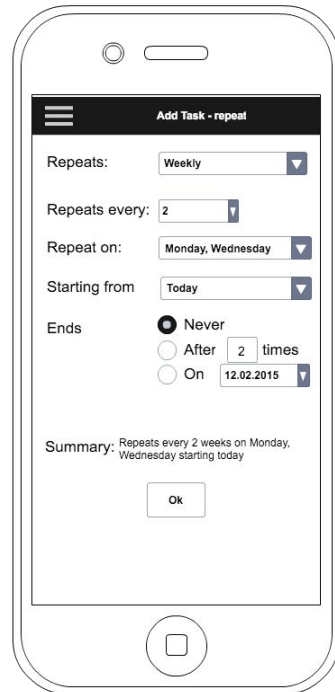 Add Task - repeat
Repeats: Weekly
Repeats every: 2
Repeat on: Monday, Wednesday
Starting from Today
Ends Never
After 2 times
On 12.02.2015
Summary: Repeats every 2 weeks on Monday,
Wednesday starting today
Ok